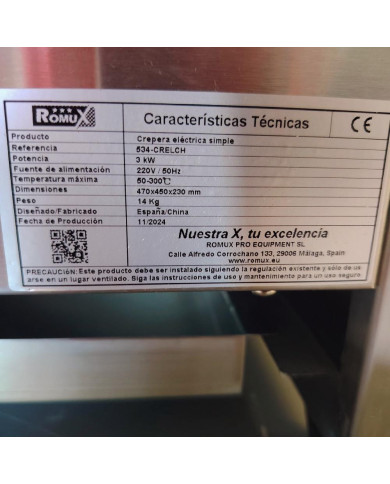 ROMUX
Características Técnicas
CE
Producto Crepera eléctrica simple
Referencia 534-CRELCH
Potencia 3 kW
Fuente de alimentación 220V / 50Hz
Temperatura máxima 50-300℃
Dimensiones 470x450x230 mm
Peso 14 Kg
Diseñado/Fabricado España/China
Fecha de Producción 11/2024
Nuestra X, tu excelencia
ROMUX PRO EQUIPMENT SL
Calle Alfredo Corrochano 133, 29006 Málaga, Spain
www.romux.eu
PRECAUCIÓN: Este producto debe ser instalado siguiendo la regulación existente y sólo de us-
arse en un lugar ventilado. Siga las instrucciones de uso y mantenimiento para un uso seguro.